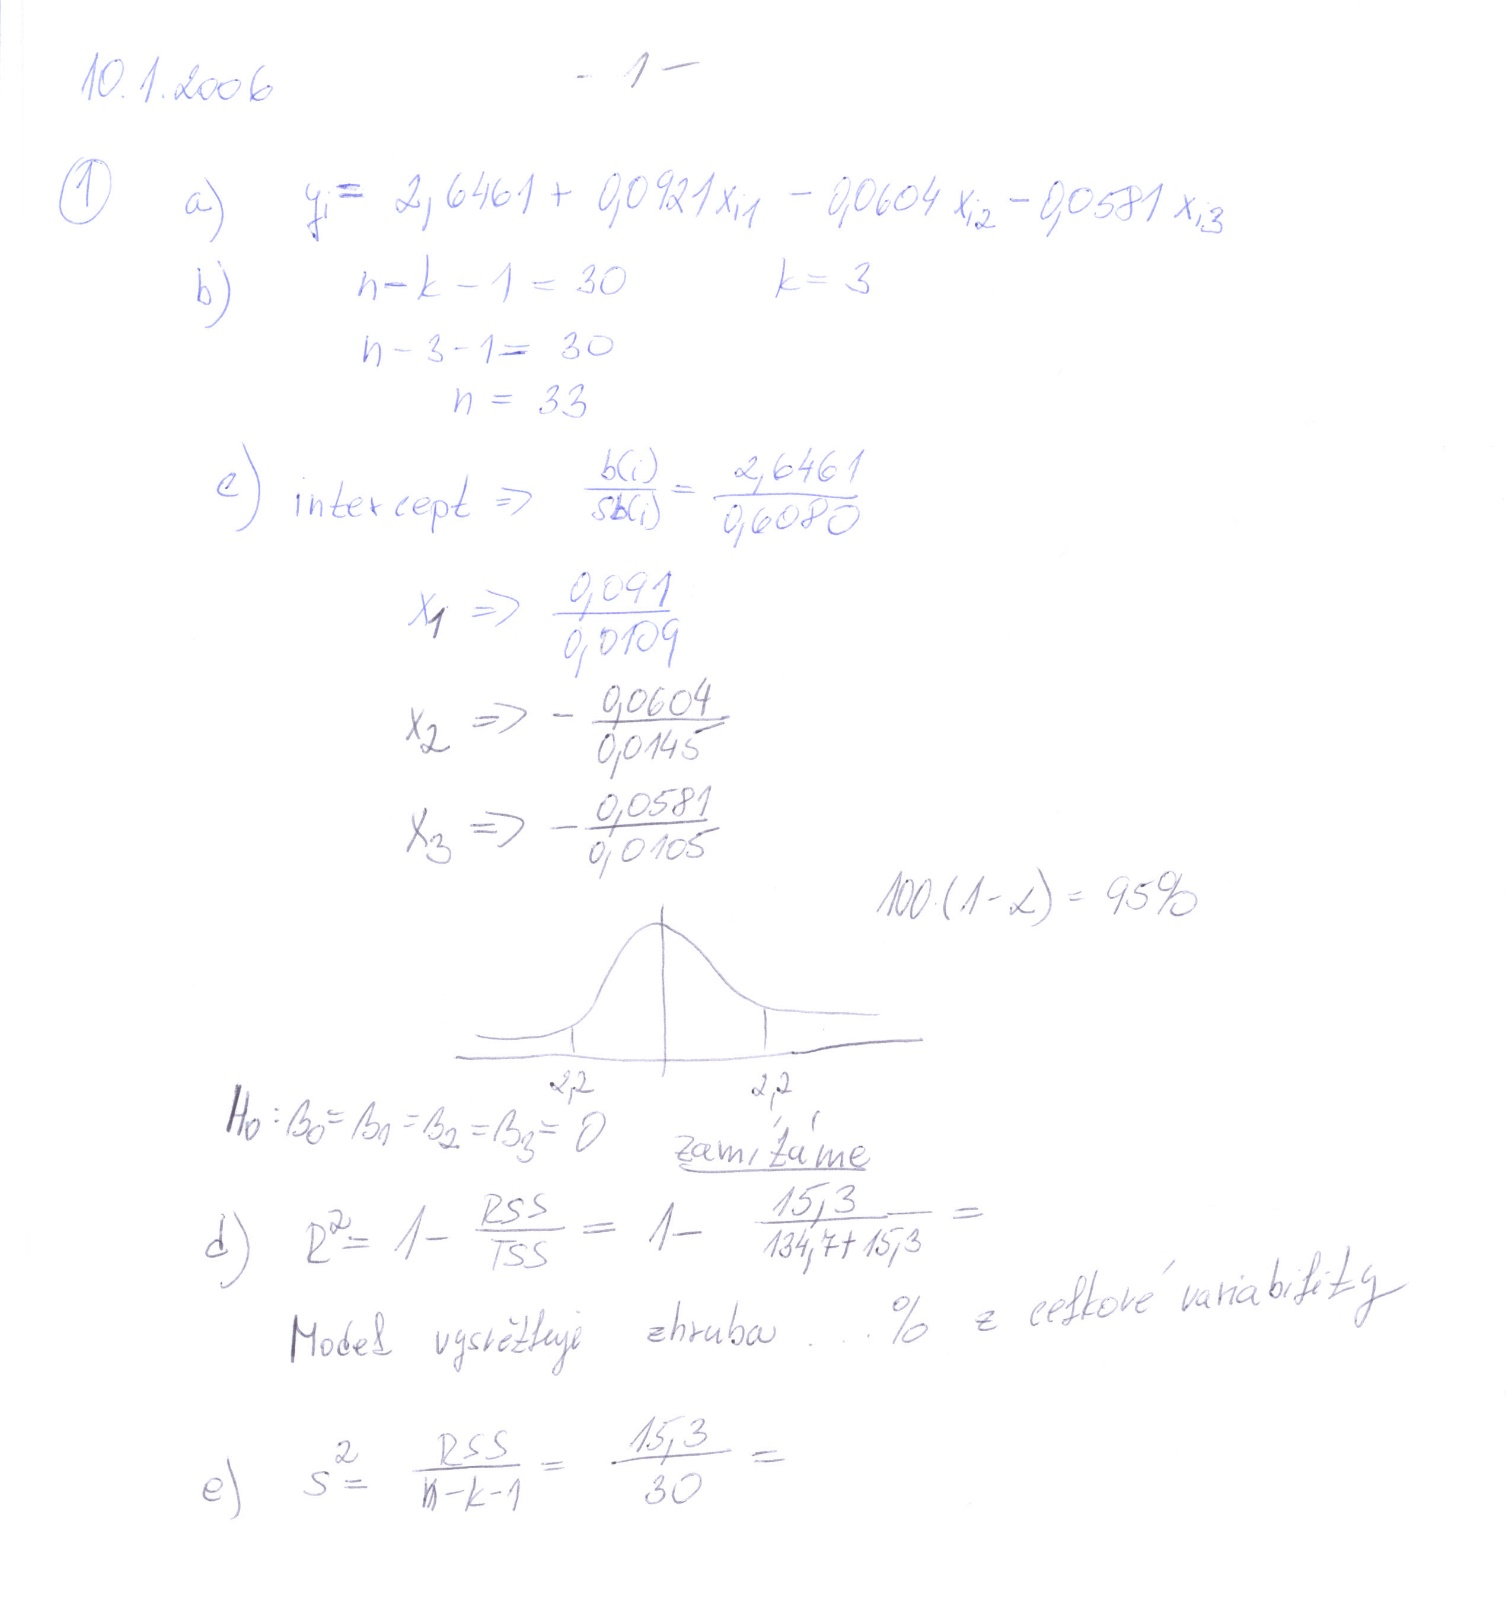 10.1.2006
- 1 -
1 a) yi = 2,6461 + 0,0921 xi1 - 0,0604 xi2 - 0,0581 xi3
b) n - k - 1 = 30 k = 3
n - 3 - 1 = 30
n = 33
c) intercept => b(i)/sb(i) = 2,6461/0,6080
x1 => 0,091/0,0109
x2 => - 0,0604/0,0145
x3 => - 0,0581/0,0105
100.(1-α) = 95%
2,2 2,2
H0: β0 = β1 = β2 = β3 = 0 zamítáme
d) R² = 1 - RSS/TSS = 1 - 15,3/134,7+15,3 =
Model vysvětluje zhruba ... % z celkové variability
e) s² = RSS/n-k-1 = 15,3/30 =